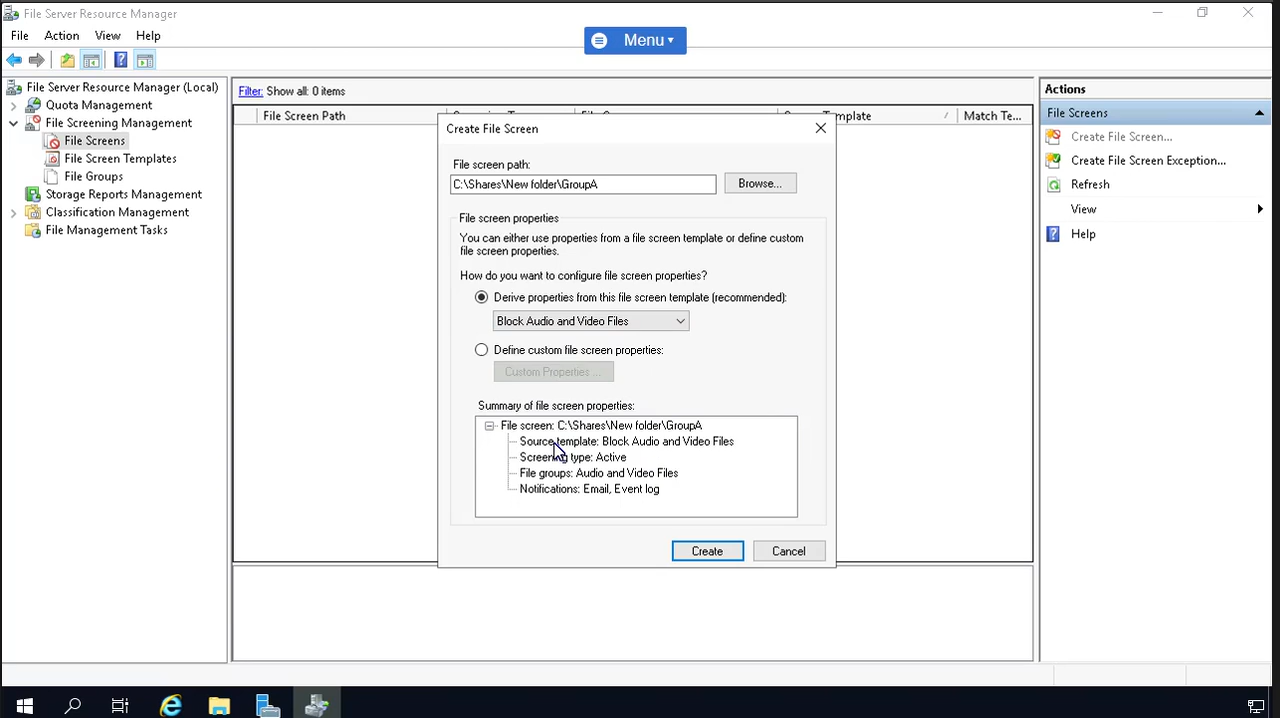 File Server Resource Manager
File Action View Help
Menu
File Server Resource Manager (Local)
Quota Management
File Screening Management
File Screens
File Screen Templates
File Groups
Storage Reports Management
Classification Management
File Management Tasks
Filter: Show all: 0 items
File Screen Path
Match Te...
Create File Screen
File screen path:
C:\Shares\New folder\GroupA
Browse...
File screen properties
You can either use properties from a file screen template or define custom
file screen properties.
How do you want to configure file screen properties?
Derive properties from this file screen template (recommended):
Block Audio and Video Files
Define custom file screen properties:
Custom Properties ...
Summary of file screen properties:
File screen: C:\Shares\New folder\GroupA
Source template: Block Audio and Video Files
Screening type: Active
File groups: Audio and Video Files
Notifications: Email, Event log
Create Cancel
Actions
File Screens
Create File Screen...
Create File Screen Exception...
Refresh
View
Help